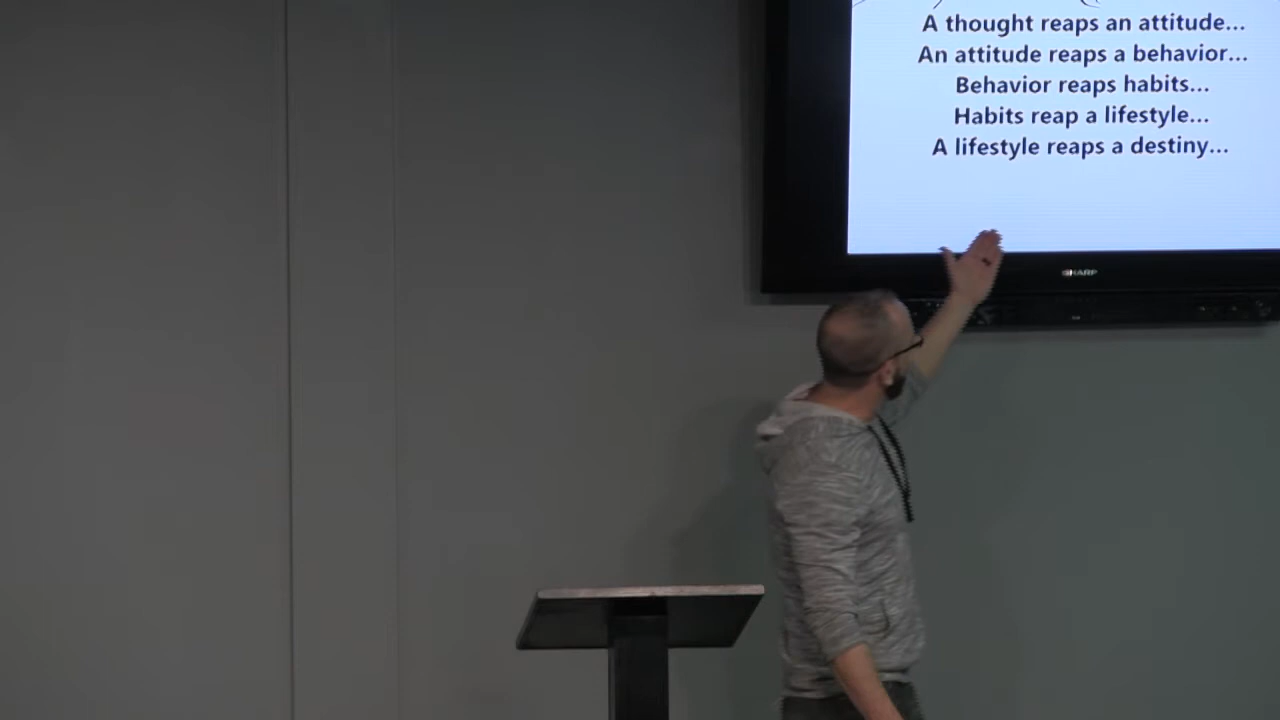 A thought reaps an attitude...
An attitude reaps a behavior...
Behavior reaps habits...
Habits reap a lifestyle...
A lifestyle reaps a destiny...
SHARP